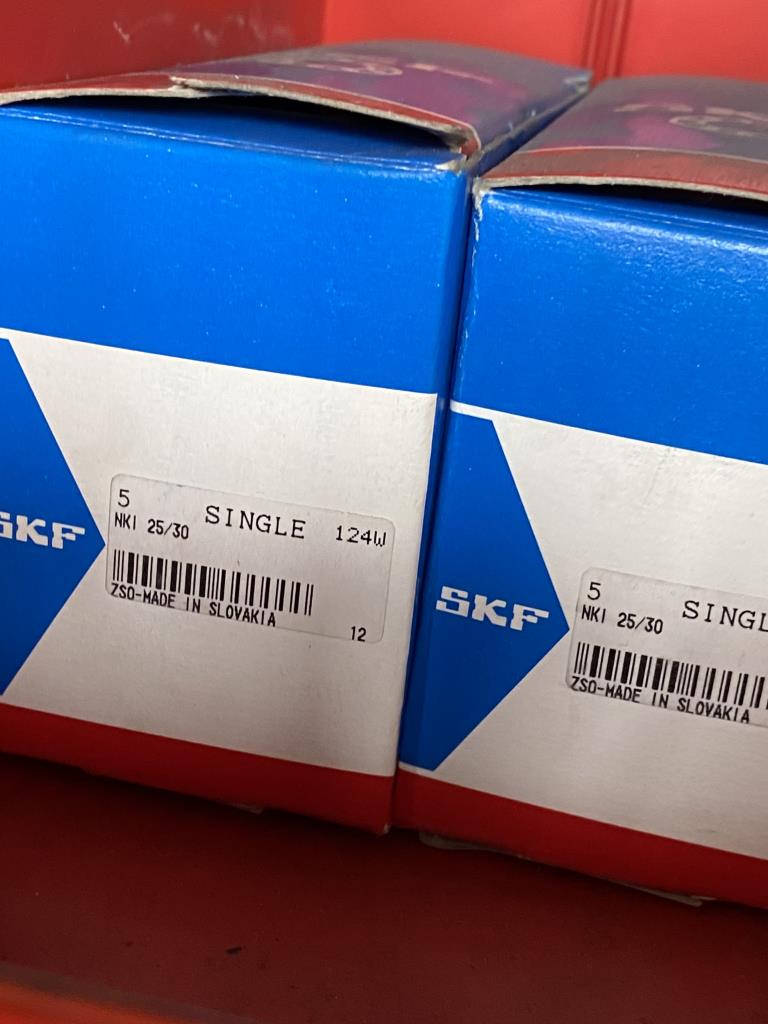 SKF
5 SINGLE 124W
NKI 25/30
ZSO-MADE IN SLOVAKIA
12
SKF
5 SINGL
NKI 25/30
ZSO-MADE IN SLOVAKIA